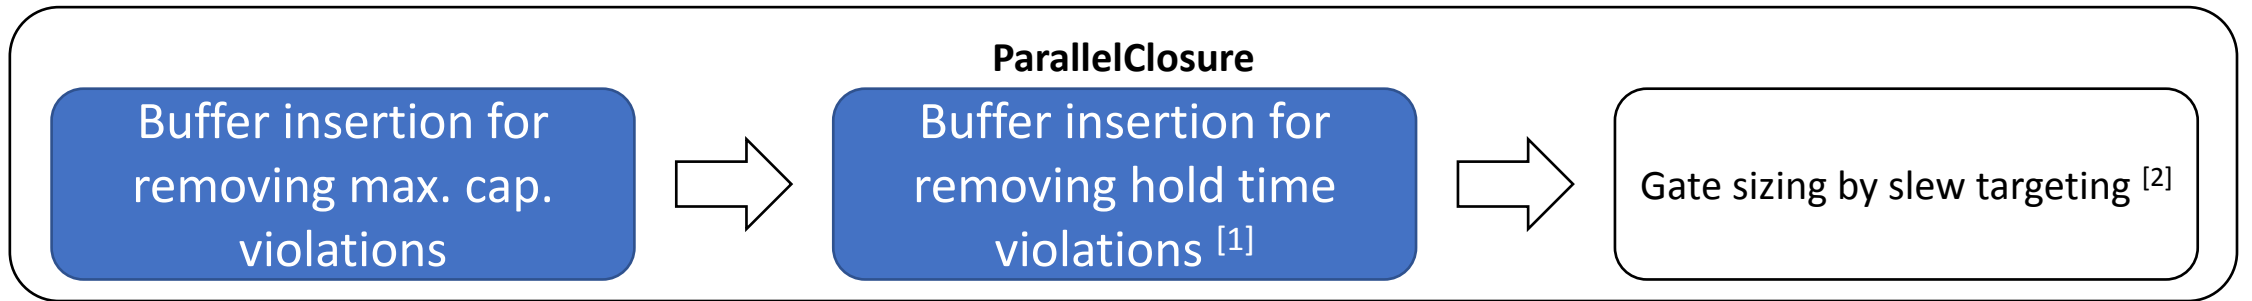 ParallelClosure
Buffer insertion for
removing max. cap.
violations
Buffer insertion for
removing hold time
violations [1]
Gate sizing by slew targeting [2]